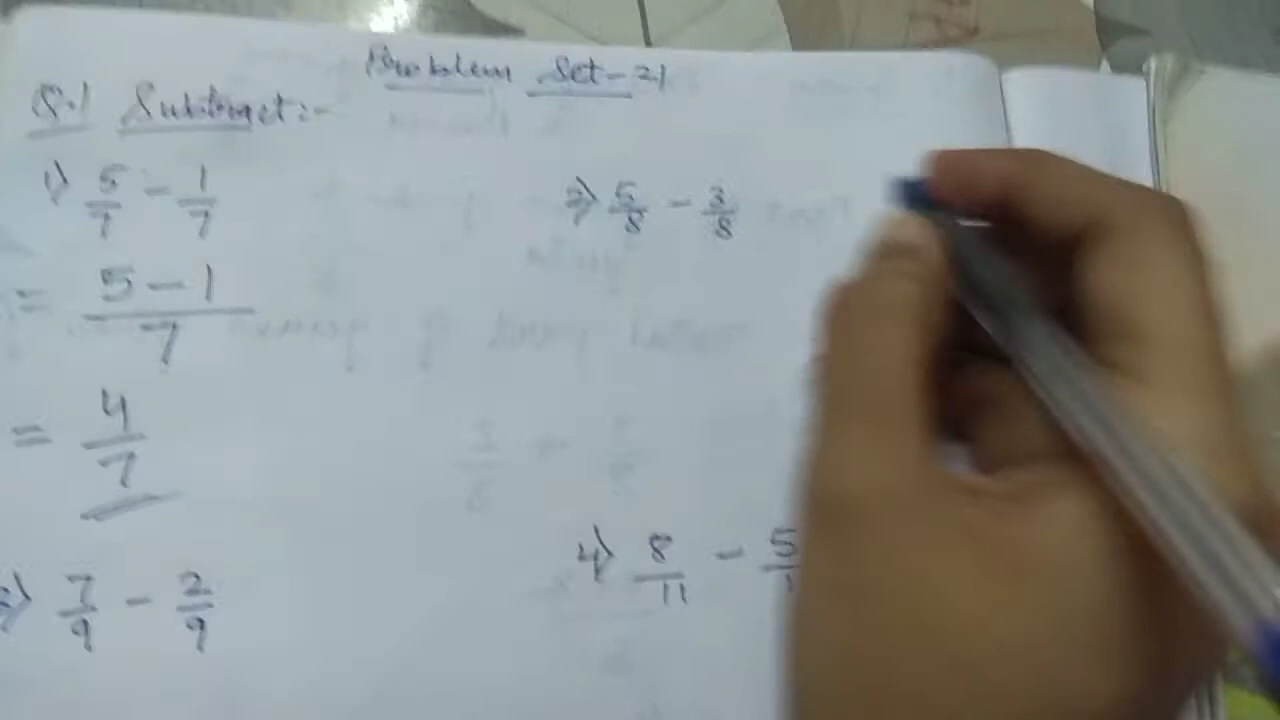 Problem Set-21
Q.1 Subtract:-
1) 5/7 - 1/7
2) 5/8 - 3/8
= 5-1/7
= 4/7
7/9 - 2/9
4) 8/11 - 5/1